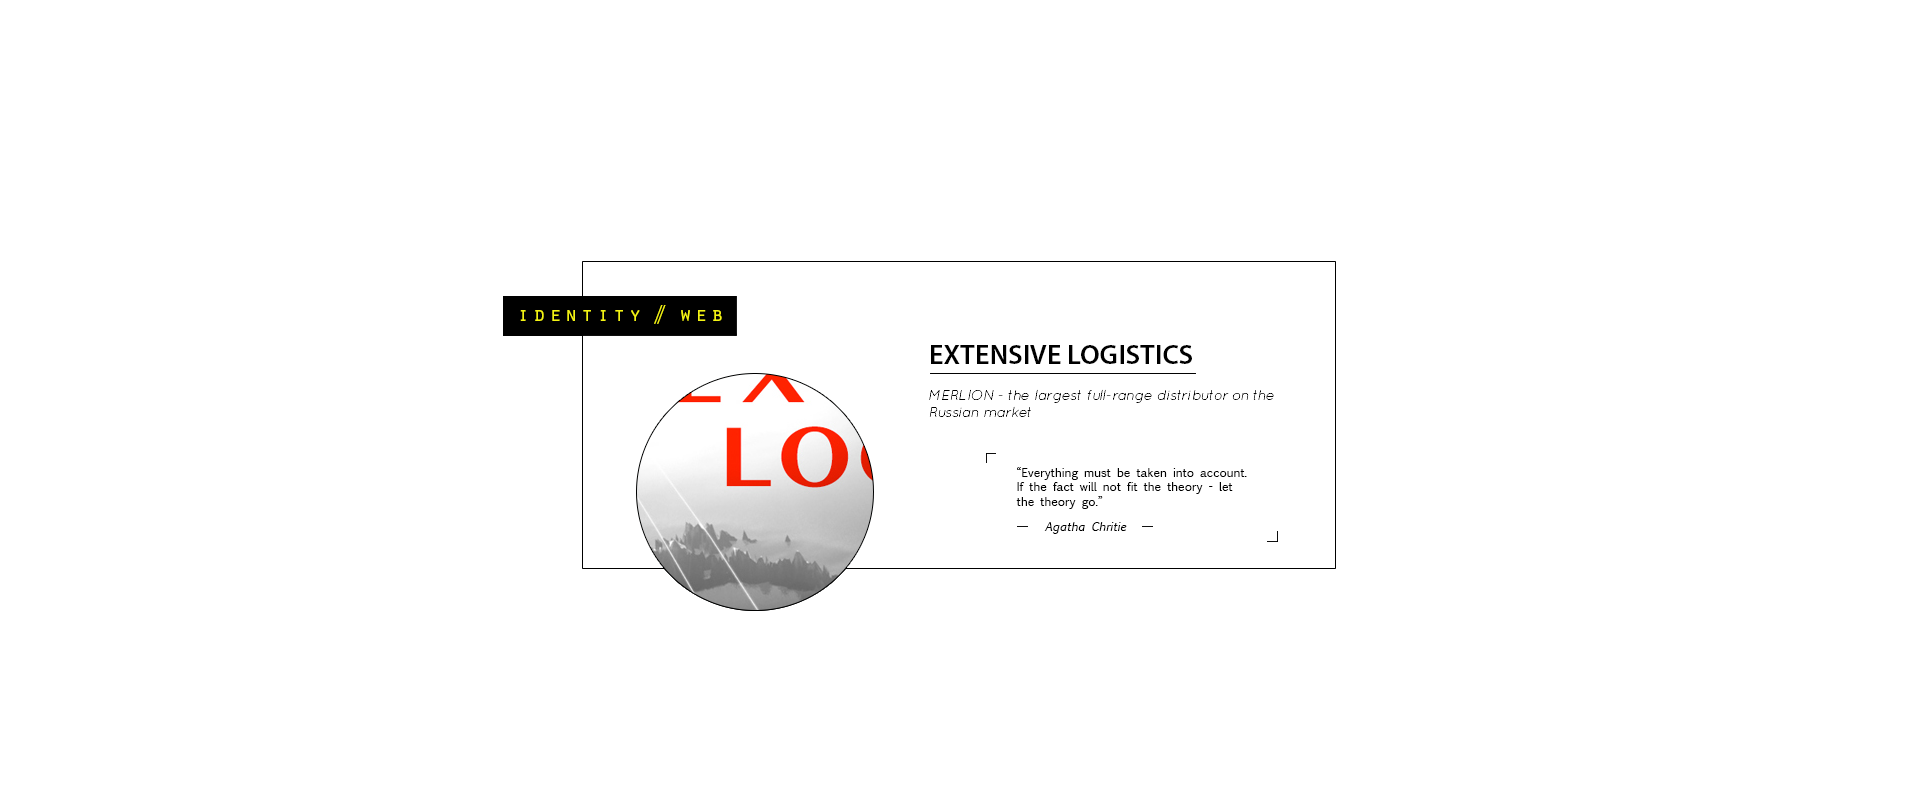 IDENTITY // WEB
EXTENSIVE LOGISTICS
MERLION - the largest full-range distributor on the
Russian market
EX
LO
“Everything must be taken into account.
If the fact will not fit the theory - let
the theory go.”
— Agatha Chritie —